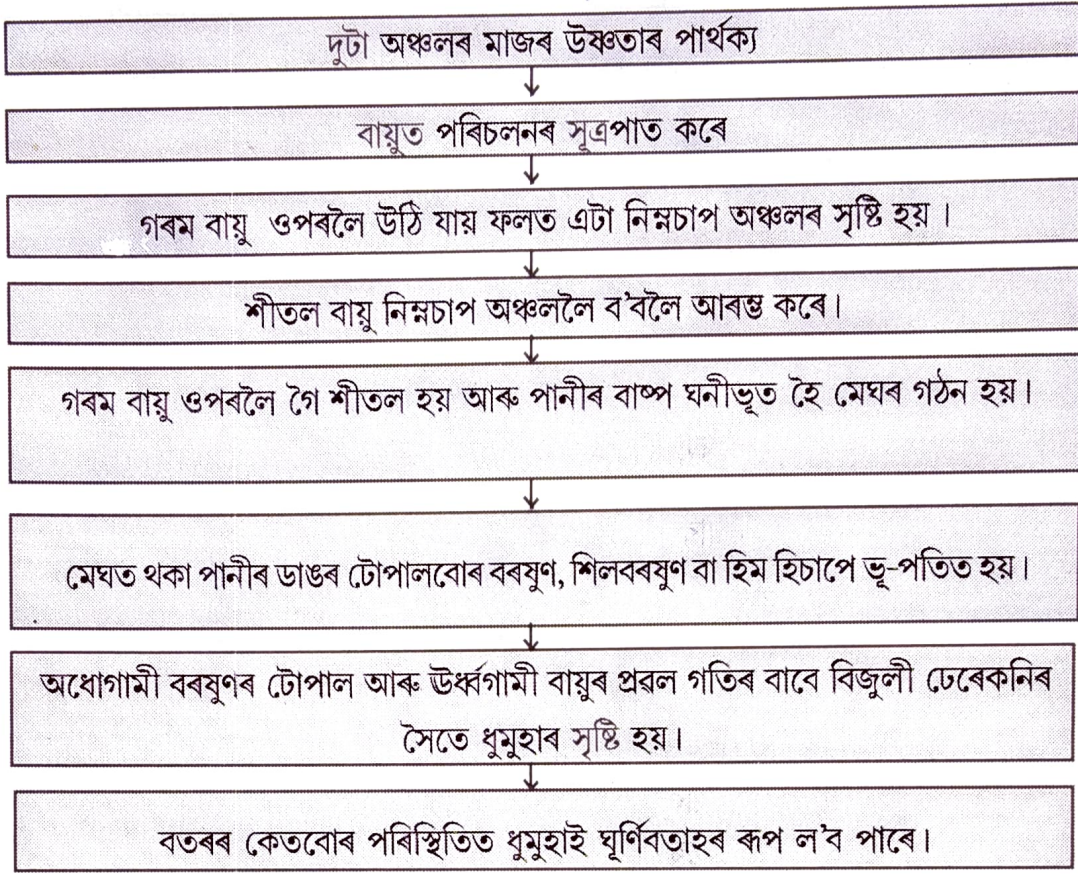 দুটা অঞ্চলৰ মাজৰ উষ্ণতাৰ পাৰ্থক্য
বায়ুত পৰিচলনৰ সূত্ৰপাত কৰে
গৰম বায়ু ওপৰলৈ উঠি যায় ফলত এটা নিম্নচাপ অঞ্চলৰ সৃষ্টি হয় ।
শীতল বায়ু নিম্নচাপ অঞ্চললৈ ব'বলৈ আৰম্ভ কৰে।
গৰম বায়ু ওপৰলৈ গৈ শীতল হয় আৰু পানীৰ বাষ্প ঘনীভূত হৈ মেঘৰ গঠন হয়।
মেঘত থকা পানীৰ ডাঙৰ টোপালবোৰ বৰষুণ, শিলবৰষুণ বা হিম হিচাপে ভূ-পতিত হয়।
অধোগামী বৰষুণৰ টোপাল আৰু ঊৰ্ধ্বগামী বায়ুৰ প্ৰৱল গতিৰ বাবে বিজুলী ঢেৰেকনিৰ
সৈতে ধুমুহাৰ সৃষ্টি হয়।
বতৰৰ কেতবোৰ পৰিস্থিতিত ধুমুহাই ঘূৰ্ণিবতাহৰ ৰূপ ল'ব পাৰে।